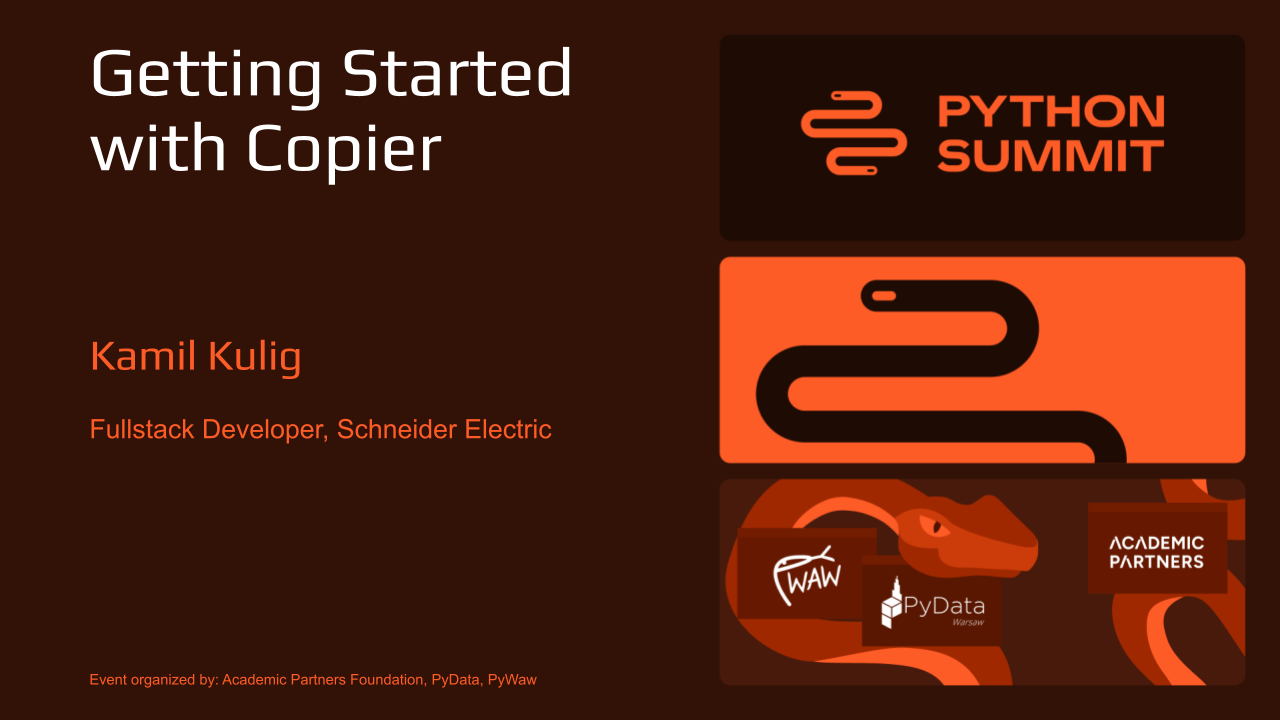 Getting Started
with Copier
Kamil Kulig
Fullstack Developer, Schneider Electric
Event organized by: Academic Partners Foundation, PyData, PyWaw
PYTHON
SUMMIT
PWAW
PyData
Warsaw
ACADEMIC
PARTNERS